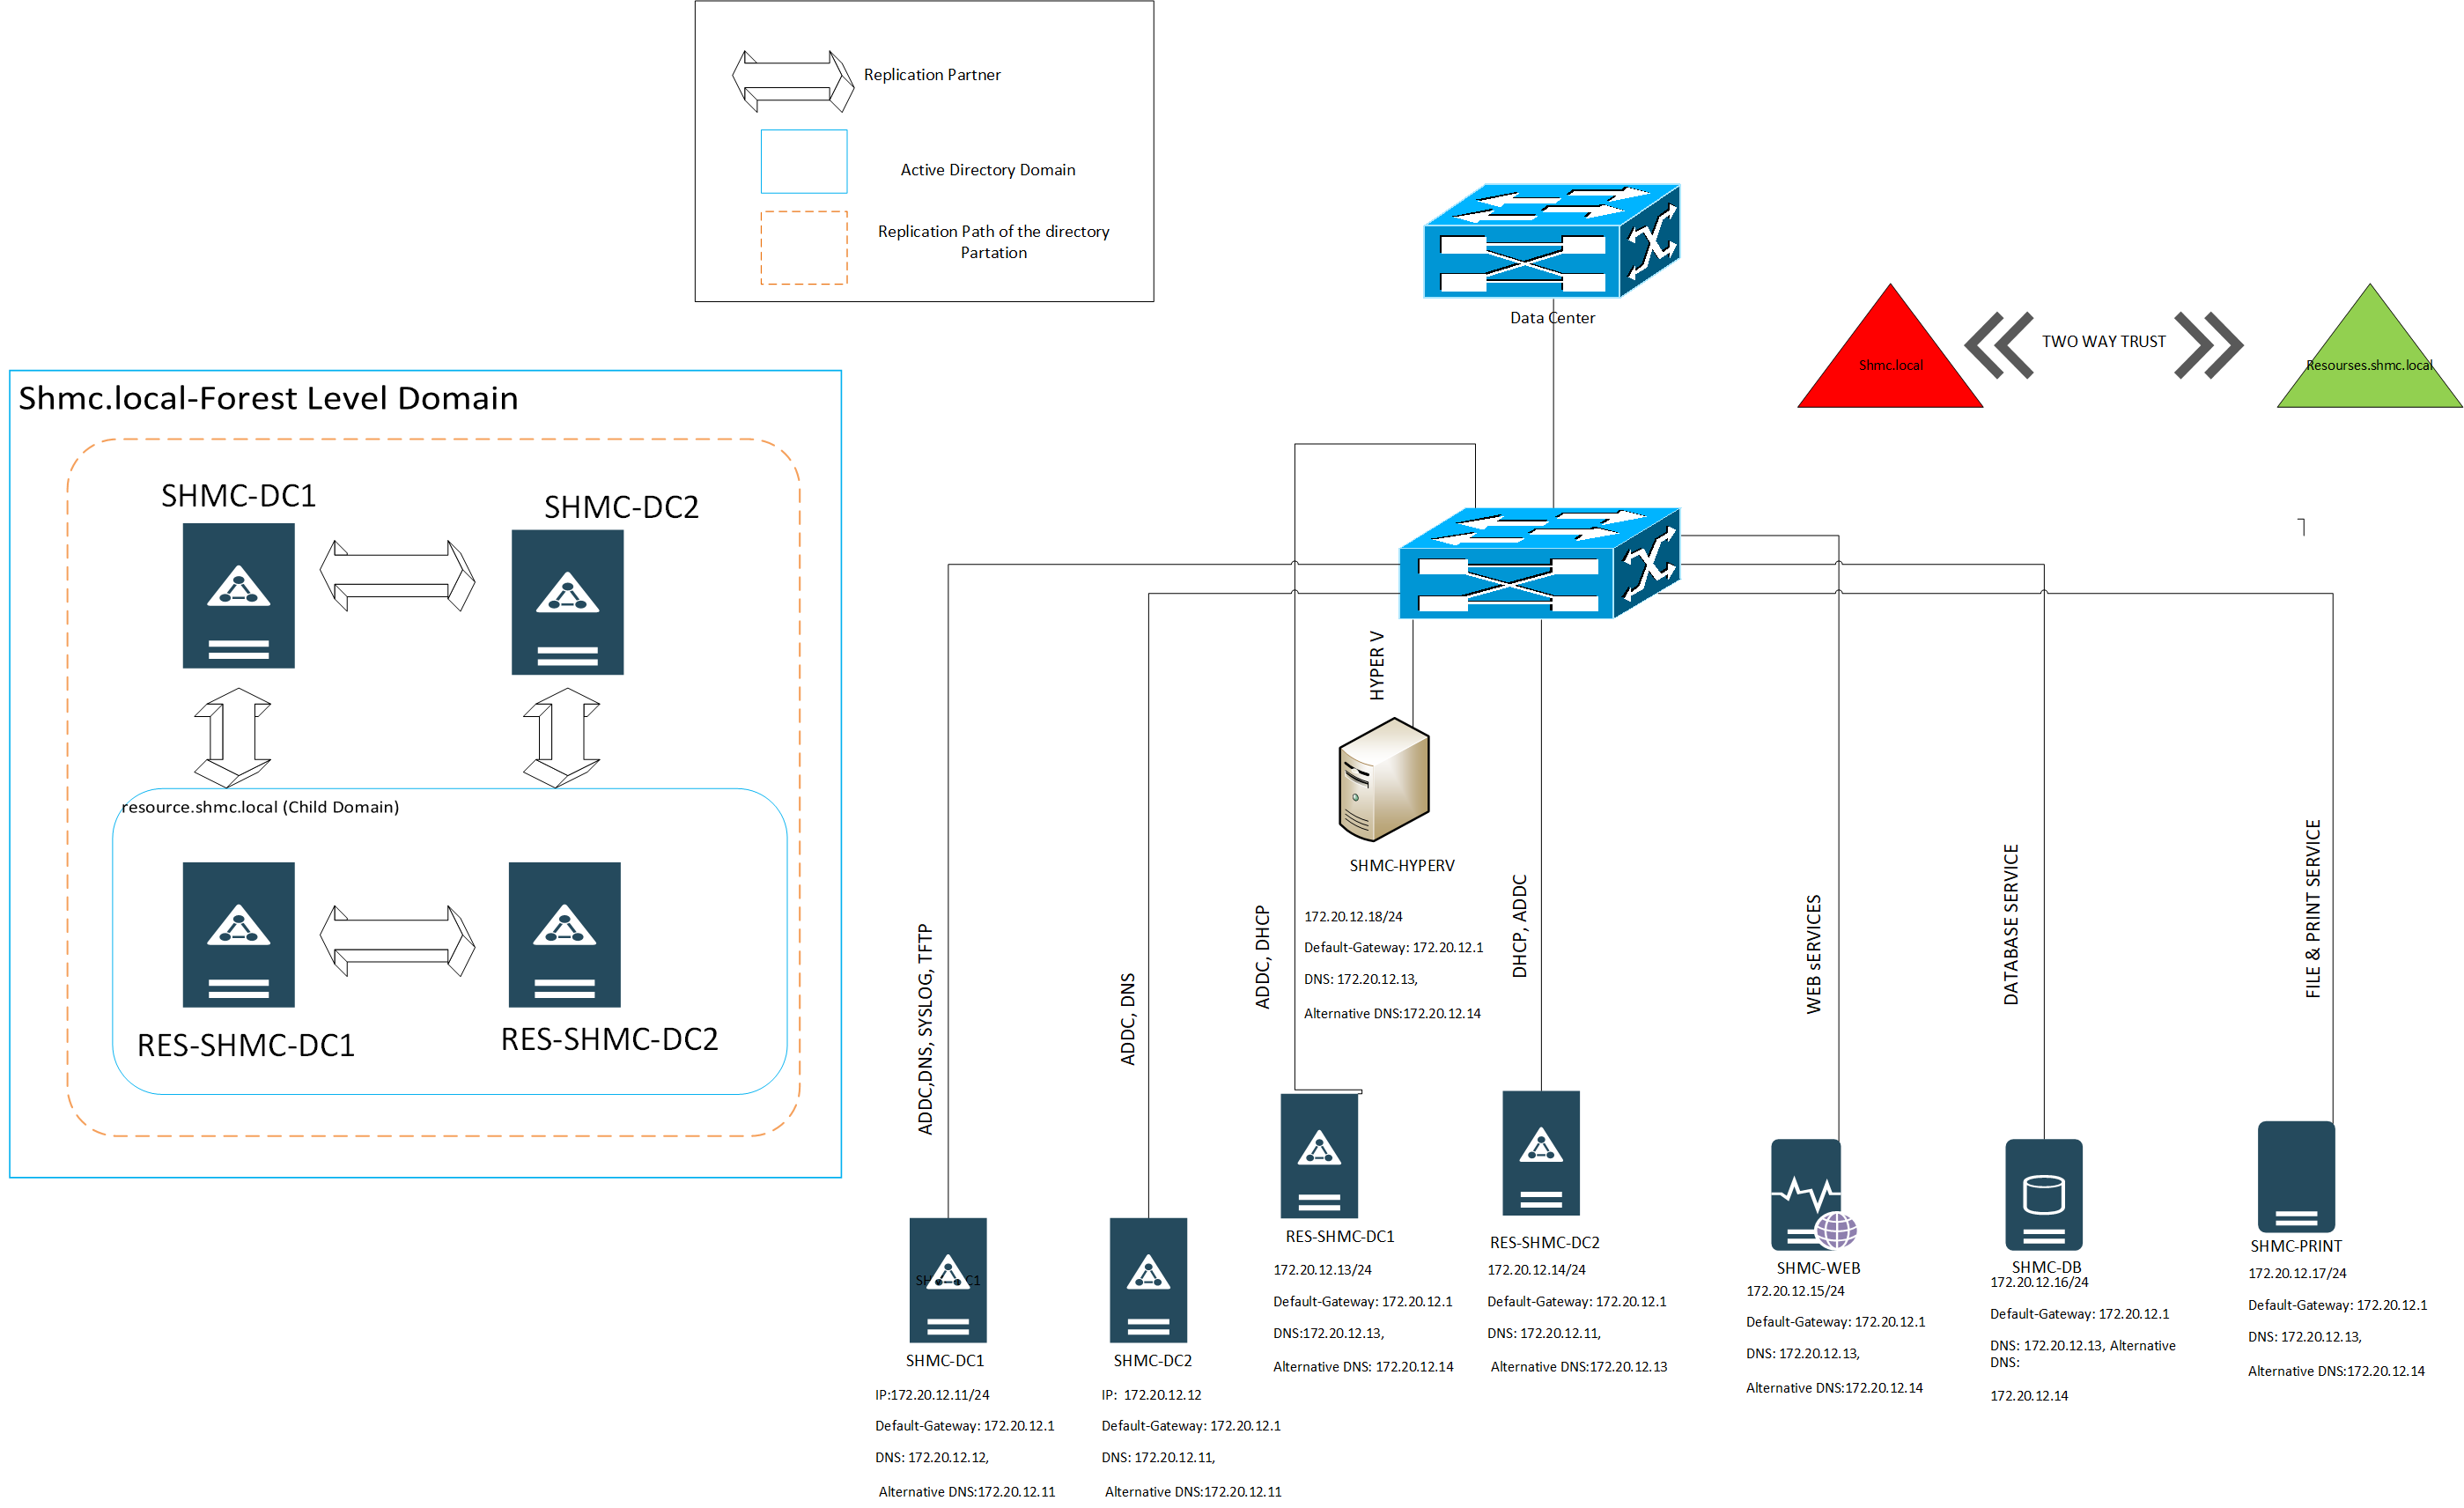 Replication Partner
Active Directory Domain
Replication Path of the directory
Partation
Data Center
Shmc.local
TWO WAY TRUST
Resourses.shmc.local
Shmc.local-Forest Level Domain
SHMC-DC1
SHMC-DC2
resource.shmc.local (Child Domain)
RES-SHMC-DC1
RES-SHMC-DC2
HYPER V
SHMC-HYPERV
172.20.12.18/24
Default-Gateway: 172.20.12.1
DNS: 172.20.12.13,
Alternative DNS:172.20.12.14
ADDC,DNS, SYSLOG, TFTP
ADDC, DNS
ADDC, DHCP
DHCP, ADDC
WEB sERVICES
DATABASE SERVICE
FILE & PRINT SERVICE
SHMC-DC1
SHMC-DC1
IP:172.20.12.11/24
Default-Gateway: 172.20.12.1
DNS: 172.20.12.12,
Alternative DNS:172.20.12.11
SHMC-DC2
IP: 172.20.12.12
Default-Gateway: 172.20.12.1
DNS: 172.20.12.11,
Alternative DNS:172.20.12.11
RES-SHMC-DC1
172.20.12.13/24
Default-Gateway: 172.20.12.1
DNS:172.20.12.13,
Alternative DNS: 172.20.12.14
RES-SHMC-DC2
172.20.12.14/24
Default-Gateway: 172.20.12.1
DNS: 172.20.12.11,
Alternative DNS:172.20.12.13
SHMC-WEB
172.20.12.15/24
Default-Gateway: 172.20.12.1
DNS: 172.20.12.13,
Alternative DNS:172.20.12.14
SHMC-DB
172.20.12.16/24
Default-Gateway: 172.20.12.1
DNS: 172.20.12.13, Alternative
DNS:
172.20.12.14
SHMC-PRINT
172.20.12.17/24
Default-Gateway: 172.20.12.1
DNS: 172.20.12.13,
Alternative DNS:172.20.12.14